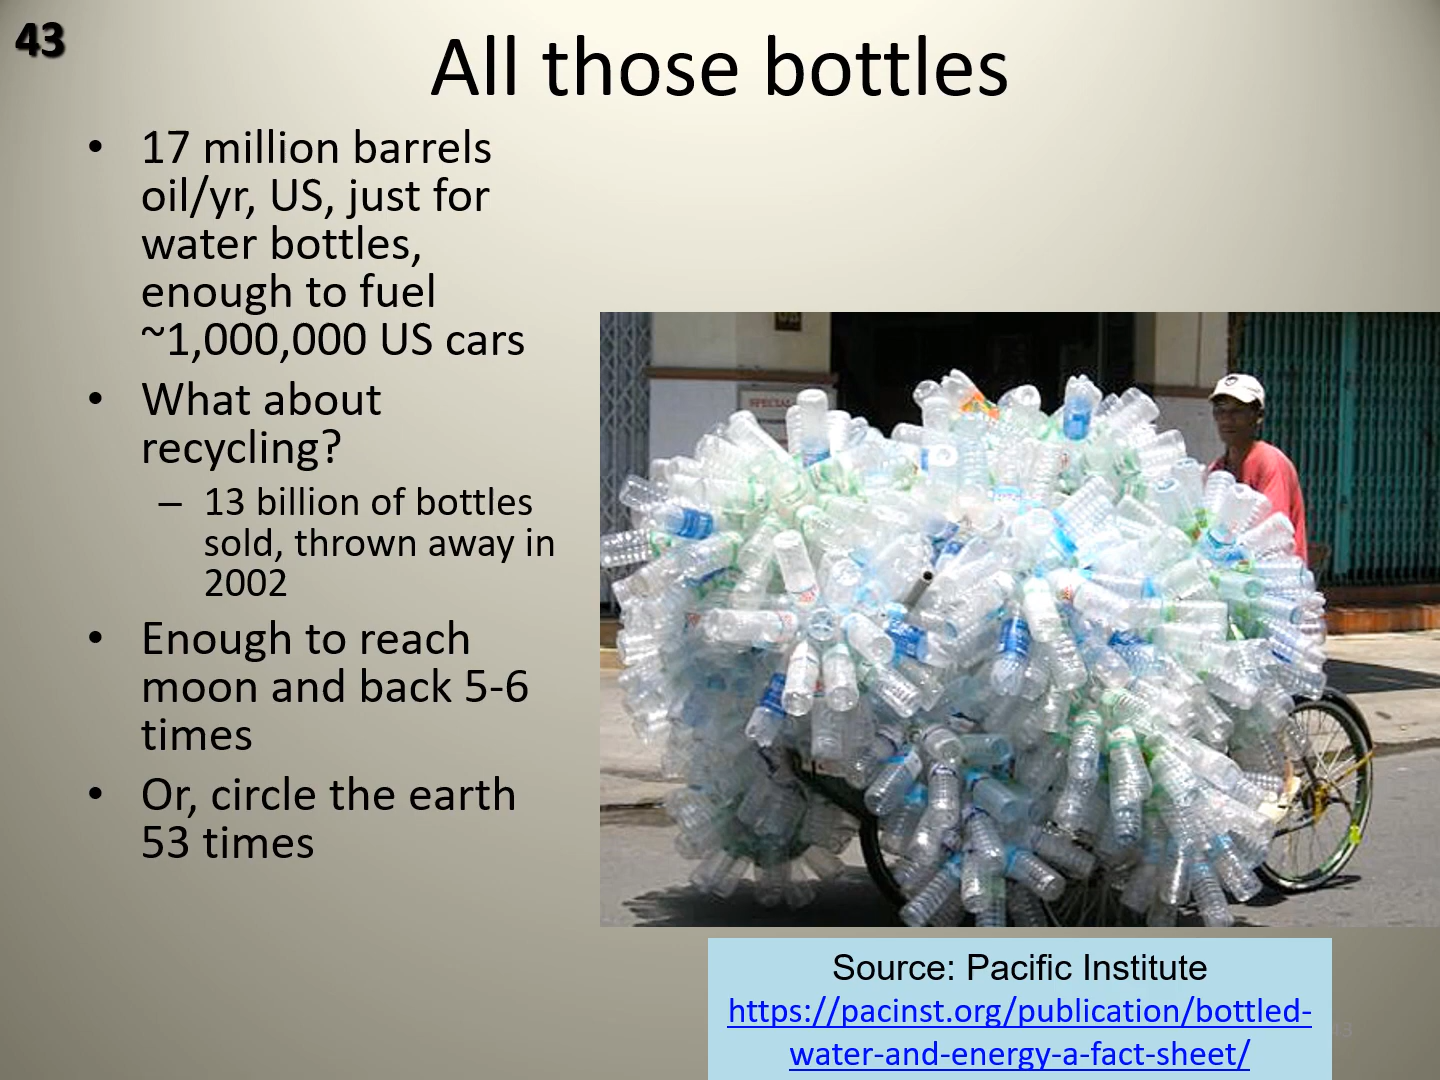 43
All those bottles
• 17 million barrels
oil/yr, US, just for
water bottles,
enough to fuel
~1,000,000 US cars
• What about
recycling?
– 13 billion of bottles
sold, thrown away in
2002
• Enough to reach
moon and back 5-6
times
• Or, circle the earth
53 times
SPECIAL
Source: Pacific Institute
https://pacinst.org/publication/bottled-
water-and-energy-a-fact-sheet/
43